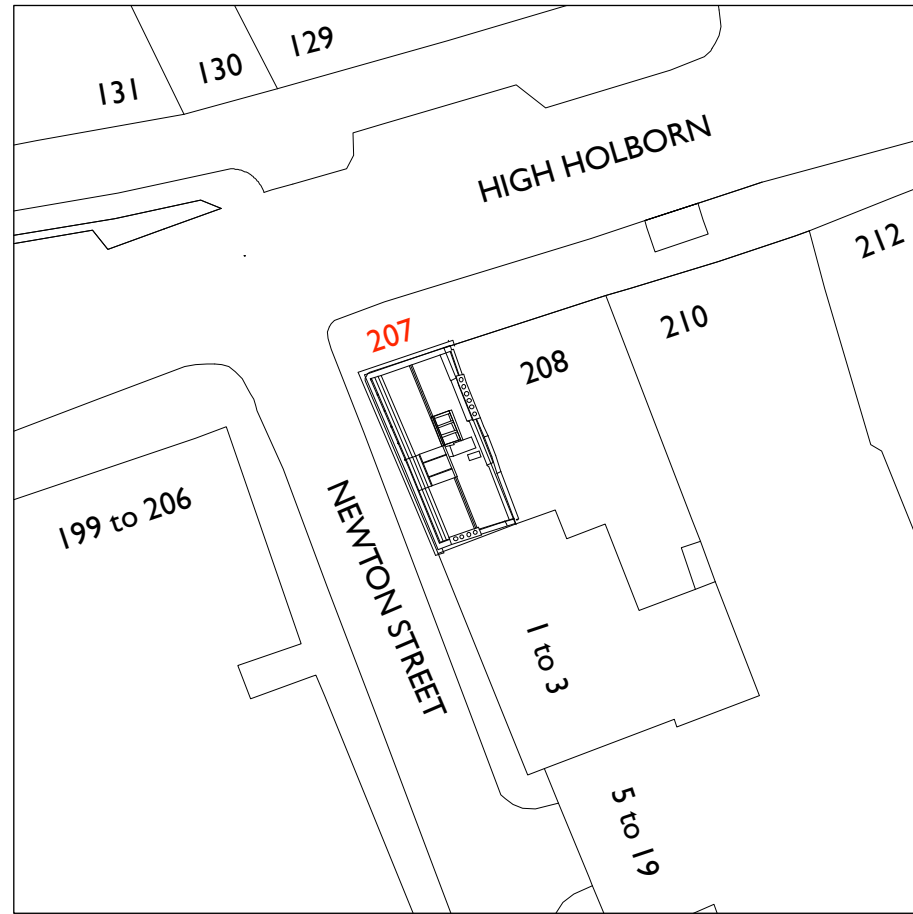 129
130
131
HIGH HOLBORN
212
207
210
208
199 to 206
NEWTON STREET
1 to 3
5 to 19